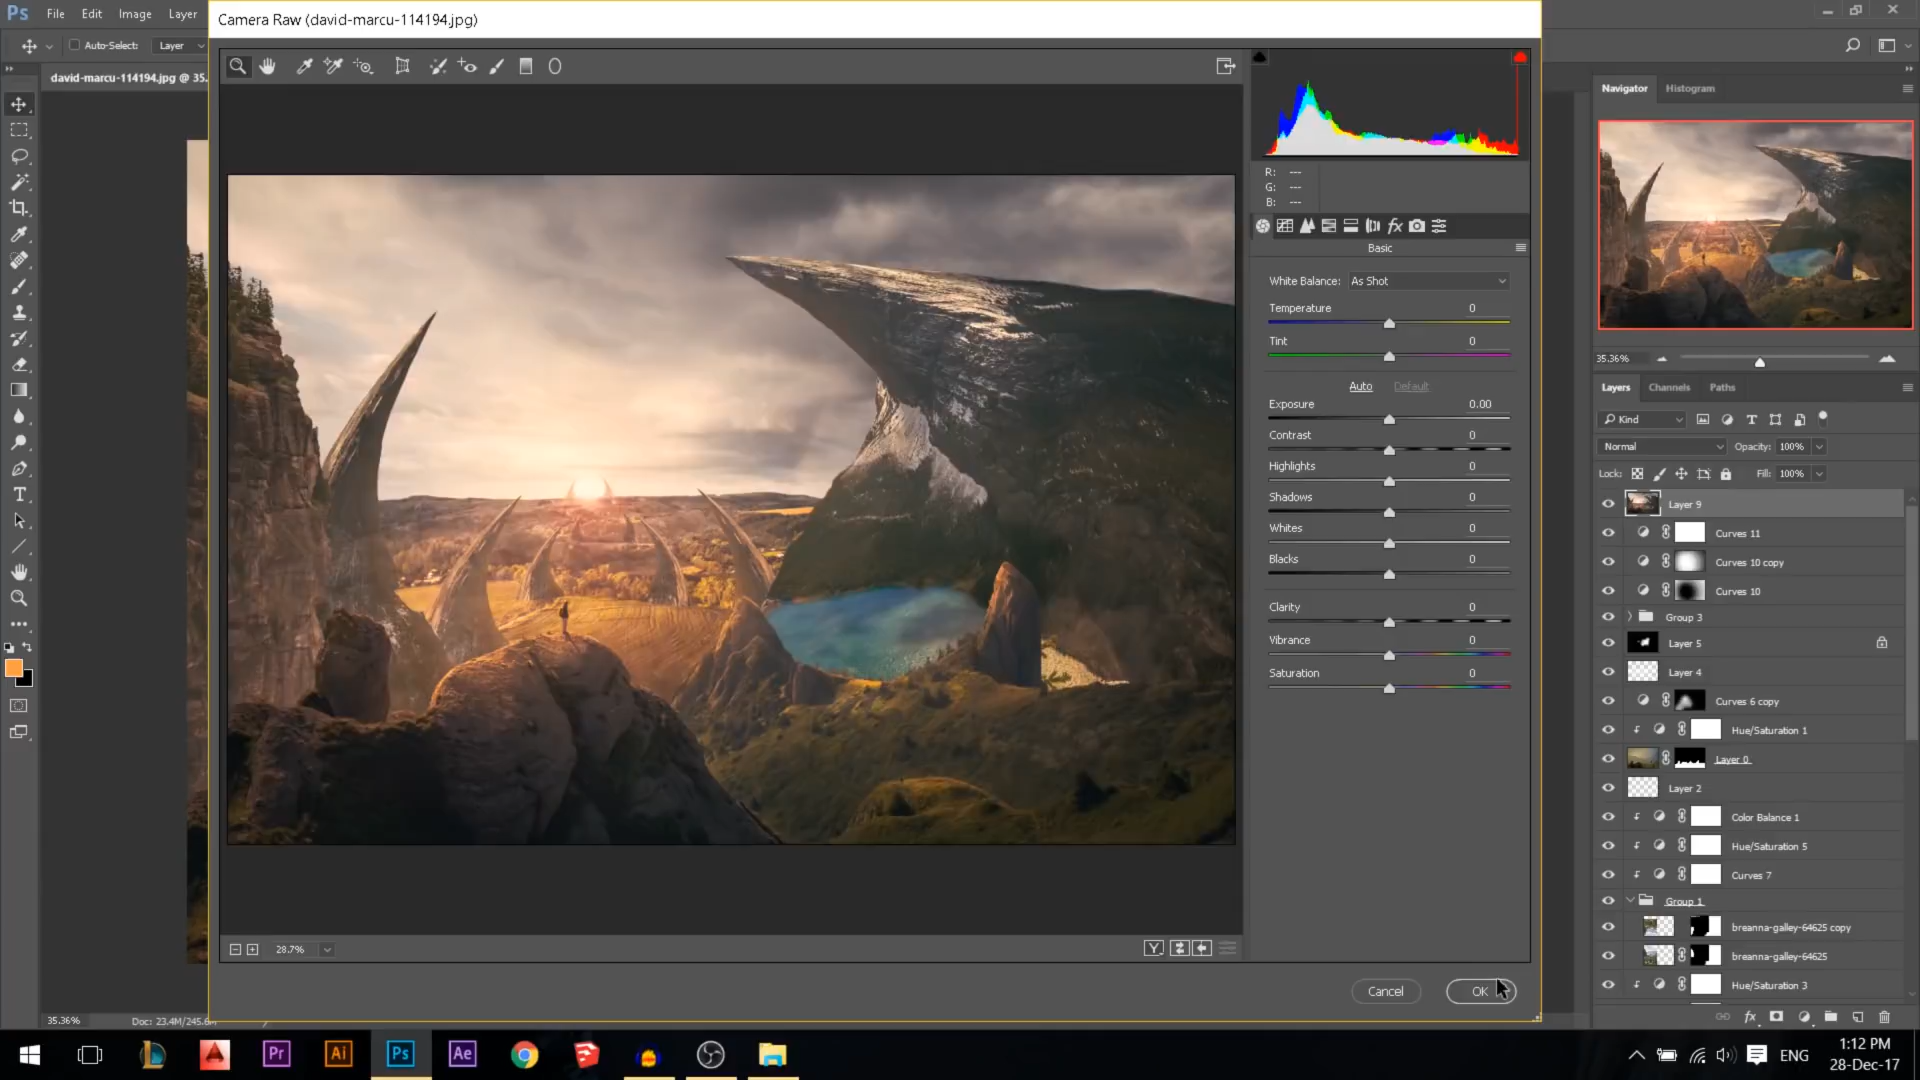 Camera Raw (david-marcu-114194.jpg)
Ps File Edit Image Layer
Auto-Select: Layer
david-marcu-114194.jpg @ 35.
R: ---
G: ---
B: ---
Basic
White Balance: As Shot
Temperature 0
Tint 0
Auto Default
Exposure 0.00
Contrast 0
Highlights 0
Shadows 0
Whites 0
Blacks 0
Clarity 0
Vibrance 0
Saturation 0
28.7%
Y
Cancel OK
35.36% Doc: 23.4M/245.6M
Navigator Histogram
35.36%
Layers Channels Paths
Kind
Normal Opacity: 100%
Lock: Fill: 100%
Layer 9
Curves 11
Curves 10 copy
Curves 10
Group 3
Layer 5
Layer 4
Curves 6 copy
Hue/Saturation 1
Layer 0
Layer 2
Color Balance 1
Hue/Saturation 5
Curves 7
Group 1
breanna-galley-64625 copy
breanna-galley-64625
Hue/Saturation 3
fx
Pr Ai Ps Ae
ENG
1:12 PM
28-Dec-17